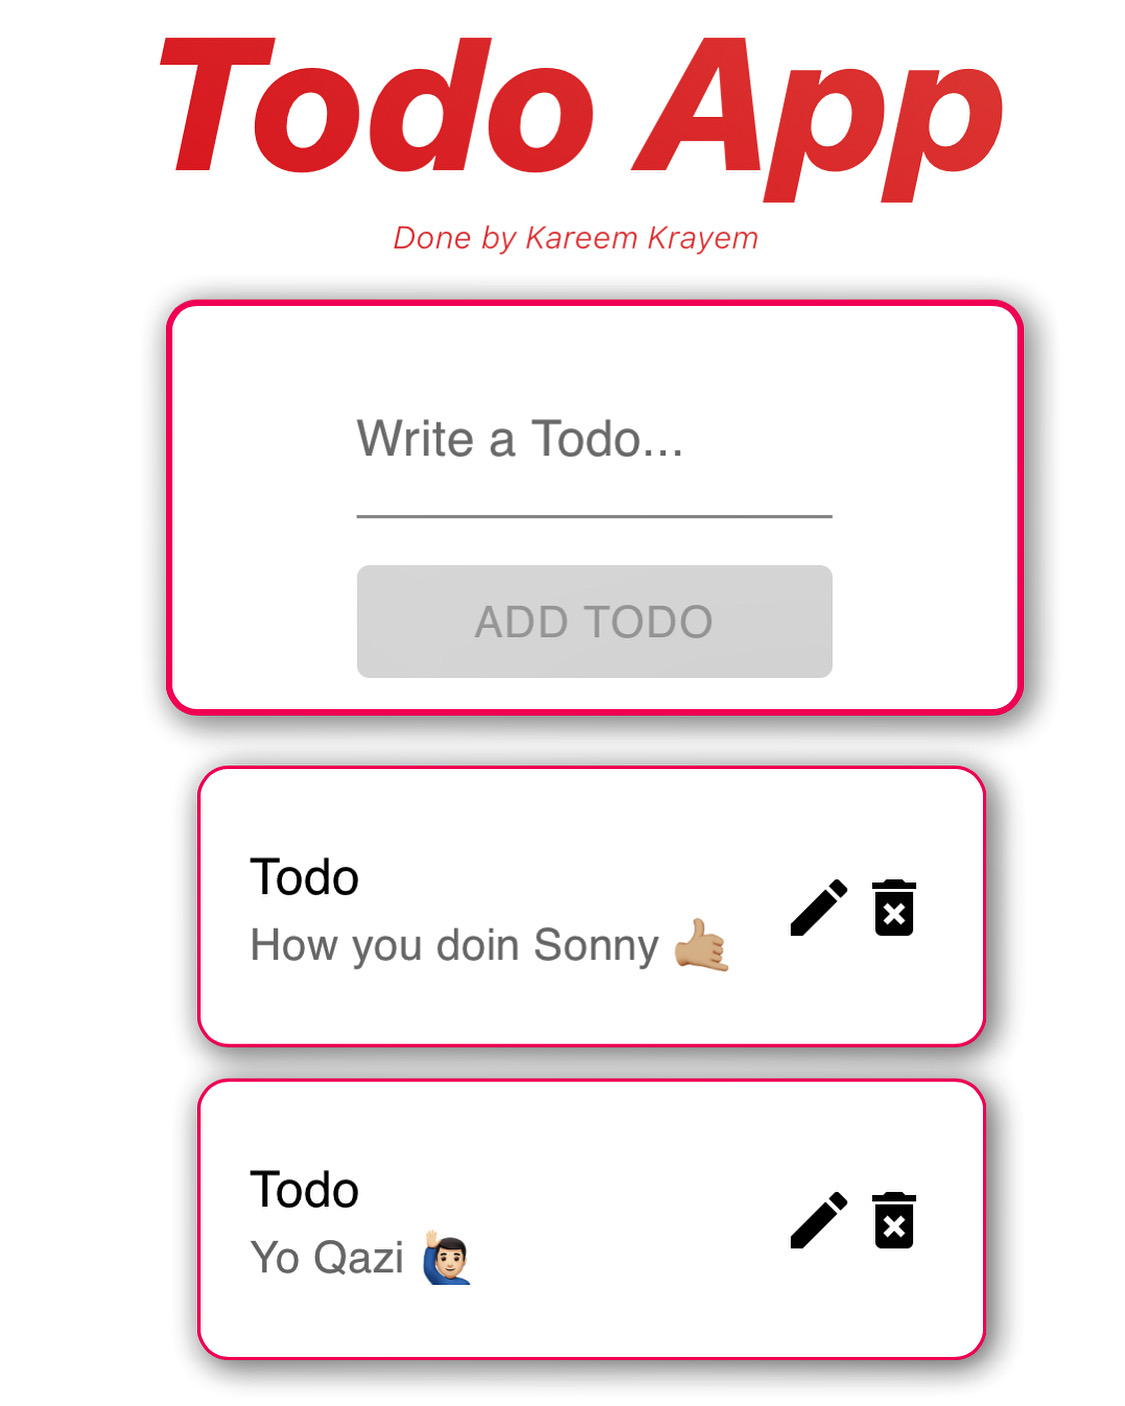 Todo App
Done by Kareem Krayem
Write a Todo...
ADD TODO
Todo
How you doin Sonny 🤙🏼
Todo
Yo Qazi 🙋🏻‍♂️